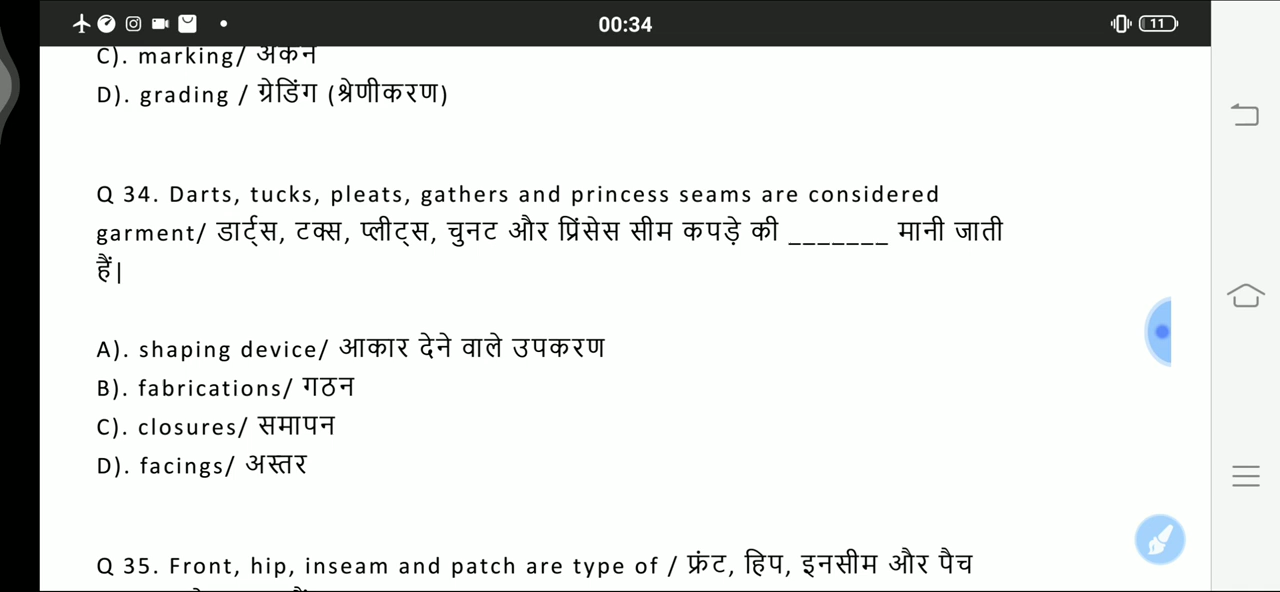 00:34
11
C). marking/ अंकन
D). grading / ग्रेडिंग (श्रेणीकरण)
Q 34. Darts, tucks, pleats, gathers and princess seams are considered
garment/ डार्ट्स, टक्स, प्लीट्स, चुनट और प्रिंसेस सीम कपड़े की _______ मानी जाती
हैं|
A). shaping device/ आकार देने वाले उपकरण
B). fabrications/ गठन
C). closures/ समापन
D). facings/ अस्तर
Q 35. Front, hip, inseam and patch are type of / फ्रंट, हिप, इनसीम और पैच